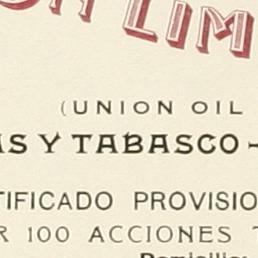 LIM
(UNION OIL
AS Y TABASCO-
TIFICADO PROVISIO
R 100 ACCIONES